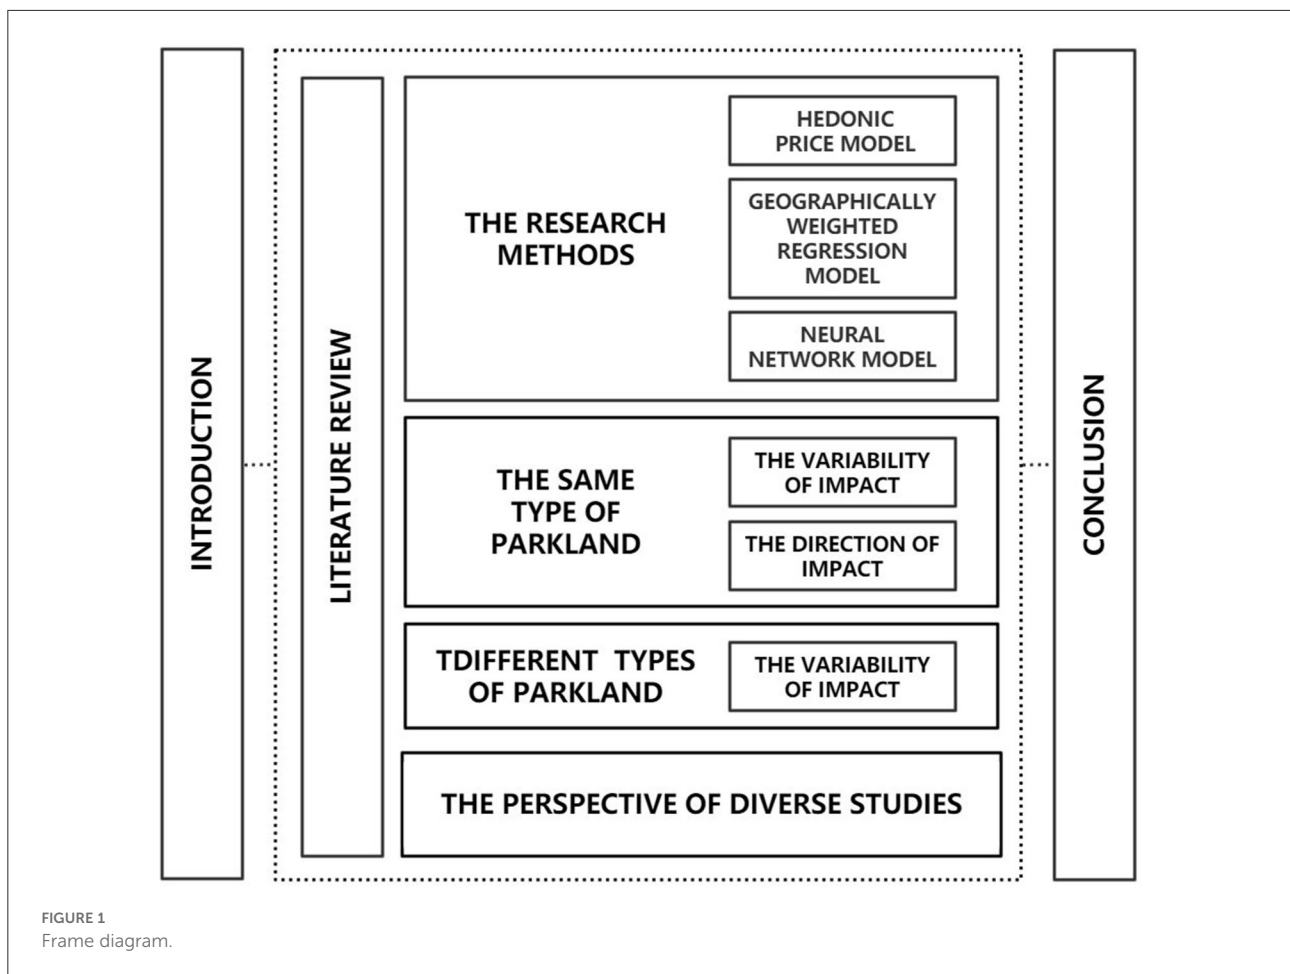 INTRODUCTION
LITERATURE REVIEW
THE RESEARCH
METHODS
HEDONIC
PRICE MODEL
GEOGRAPHICALLY
WEIGHTED
REGRESSION
MODEL
NEURAL
NETWORK MODEL
THE SAME
TYPE OF
PARKLAND
THE VARIABILITY
OF IMPACT
THE DIRECTION OF
IMPACT
TDIFFERENT TYPES
OF PARKLAND
THE VARIABILITY
OF IMPACT
THE PERSPECTIVE OF DIVERSE STUDIES
CONCLUSION
FIGURE 1
Frame diagram.